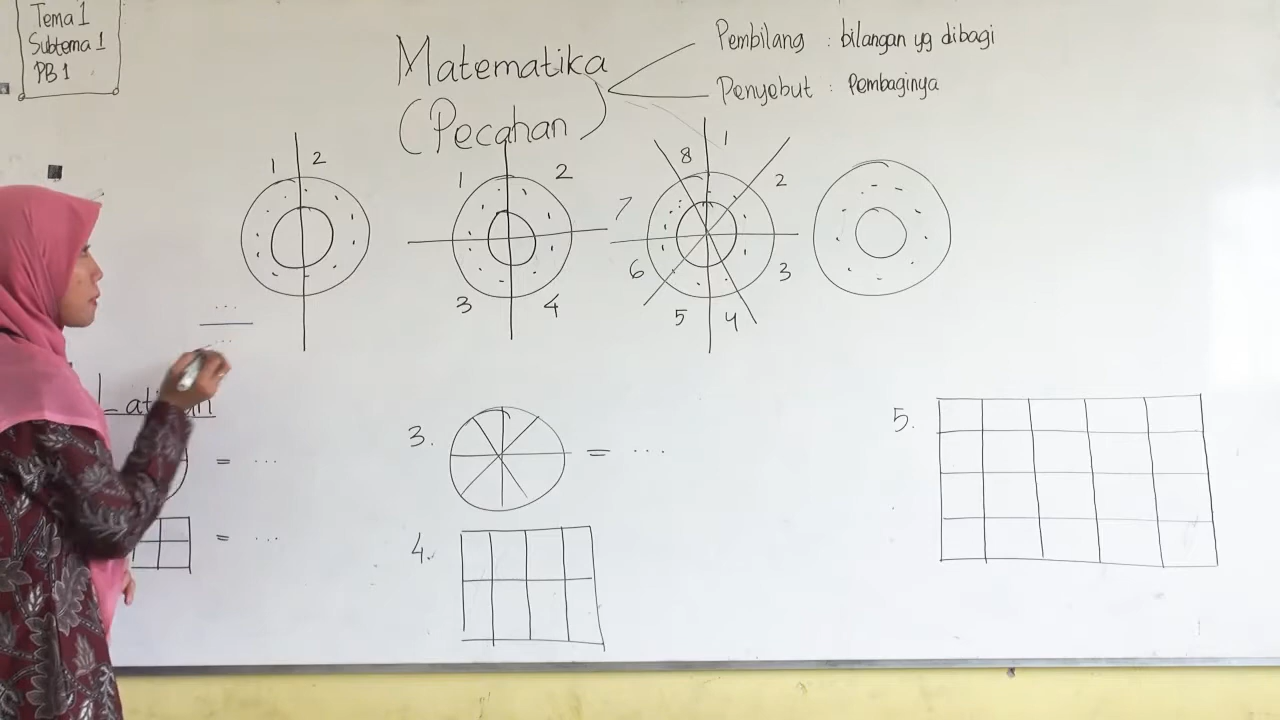 Tema 1
Subtema 1
PB 1
Matematika
(Pecahan)
Pembilang : bilangan yg dibagi
Penyebut : Pembaginya
1 2
1 2
3 4
8 1
7 2
6 3
5 4
...
...
= ...
= ...
3. = ...
4.
5.